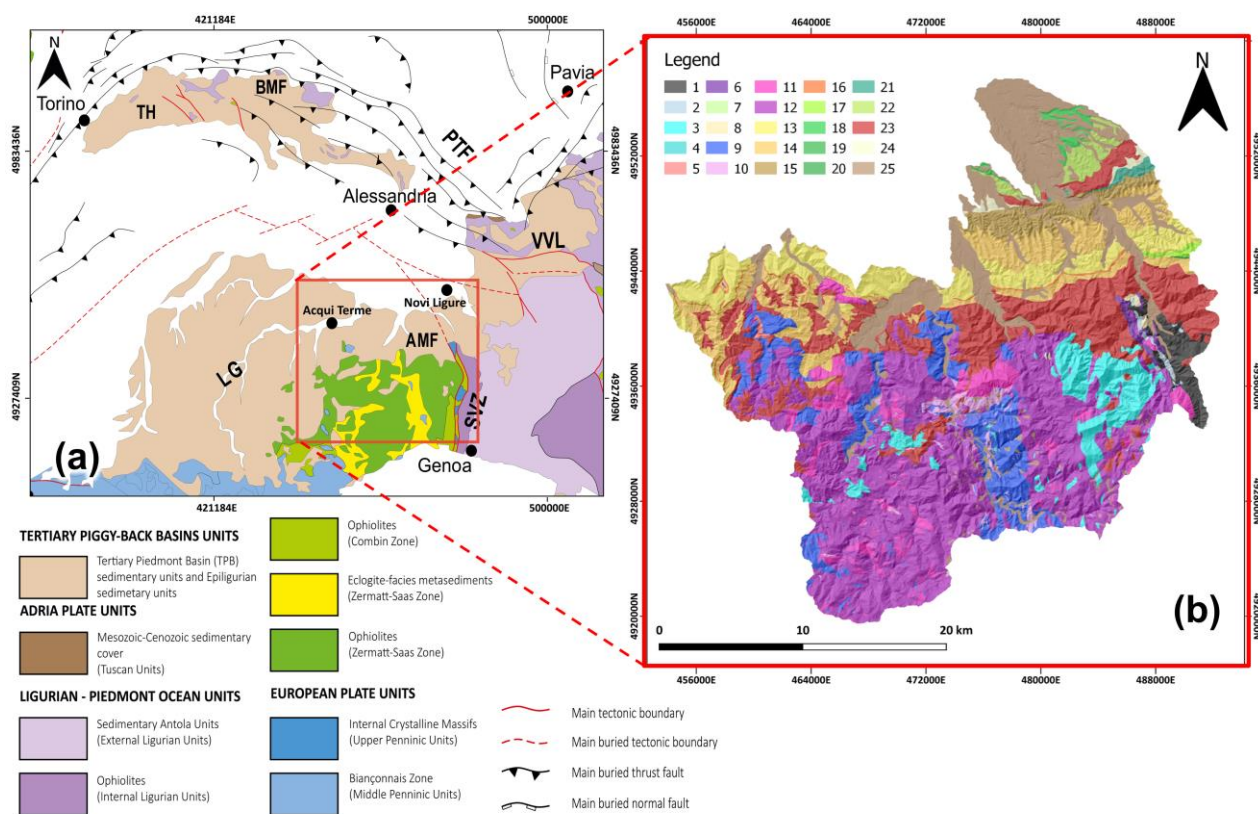 421184E
500000E
N
Torino
TH
BMF
Pavia
PTF
4983436N
4983436N
Alessandria
VVL
Novi Ligure
Acqui Terme
AMF
LG
4927409N
4927409N
SVZ
Genoa
(a)
421184E
500000E
TERTIARY PIGGY-BACK BASINS UNITS
Tertiary Piedmont Basin (TPB)
sedimentary units and Epiligurian
sedimetary units
ADRIA PLATE UNITS
Mesozoic-Cenozoic sedimentary
cover
(Tuscan Units)
LIGURIAN - PIEDMONT OCEAN UNITS
Sedimentary Antola Units
(External Ligurian Units)
Ophiolites
(Internal Ligurian Units)
Ophiolites
(Combin Zone)
Eclogite-facies metasediments
(Zermatt-Saas Zone)
Ophiolites
(Zermatt-Saas Zone)
EUROPEAN PLATE UNITS
Internal Crystalline Massifs
(Upper Penninic Units)
Biançonnais Zone
(Middle Penninic Units)
Main tectonic boundary
Main buried tectonic boundary
Main buried thrust fault
Main buried normal fault
456000E 464000E 472000E 480000E 488000E
Legend
1 6 11 16 21
2 7 12 17 22
3 8 13 18 23
4 9 14 19 24
5 10 15 20 25
N
4952000N
4944000N
4944000N
4936000N
4936000N
4928000N
4928000N
4920000N
4920000N
4952000N
0 10 20 km
(b)
456000E 464000E 472000E 480000E 488000E